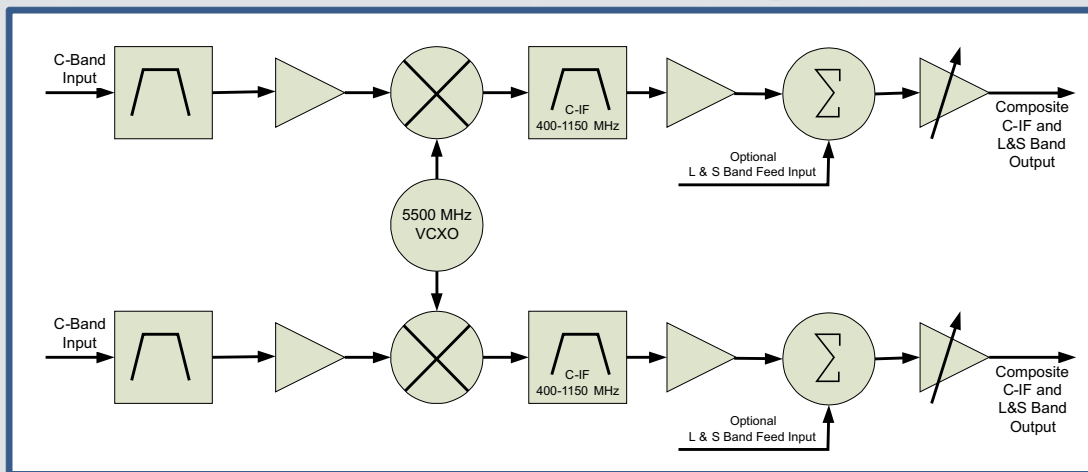 C-Band
Input
C-IF
400-1150 MHz
Σ
Optional
L & S Band Feed Input
Composite
C-IF and
L&S Band
Output
5500 MHz
VCXO
C-Band
Input
C-IF
400-1150 MHz
Σ
Optional
L & S Band Feed Input
Composite
C-IF and
L&S Band
Output